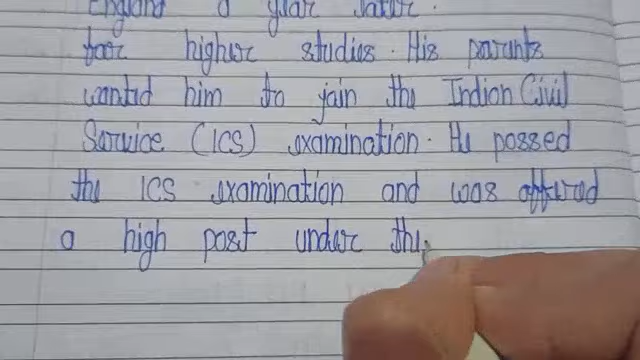 England a year later.
for higher studies. His parents
wanted him to join the Indian Civil
Service (ICS) examination. He passed
the ICS examination and was offered
a high post under the